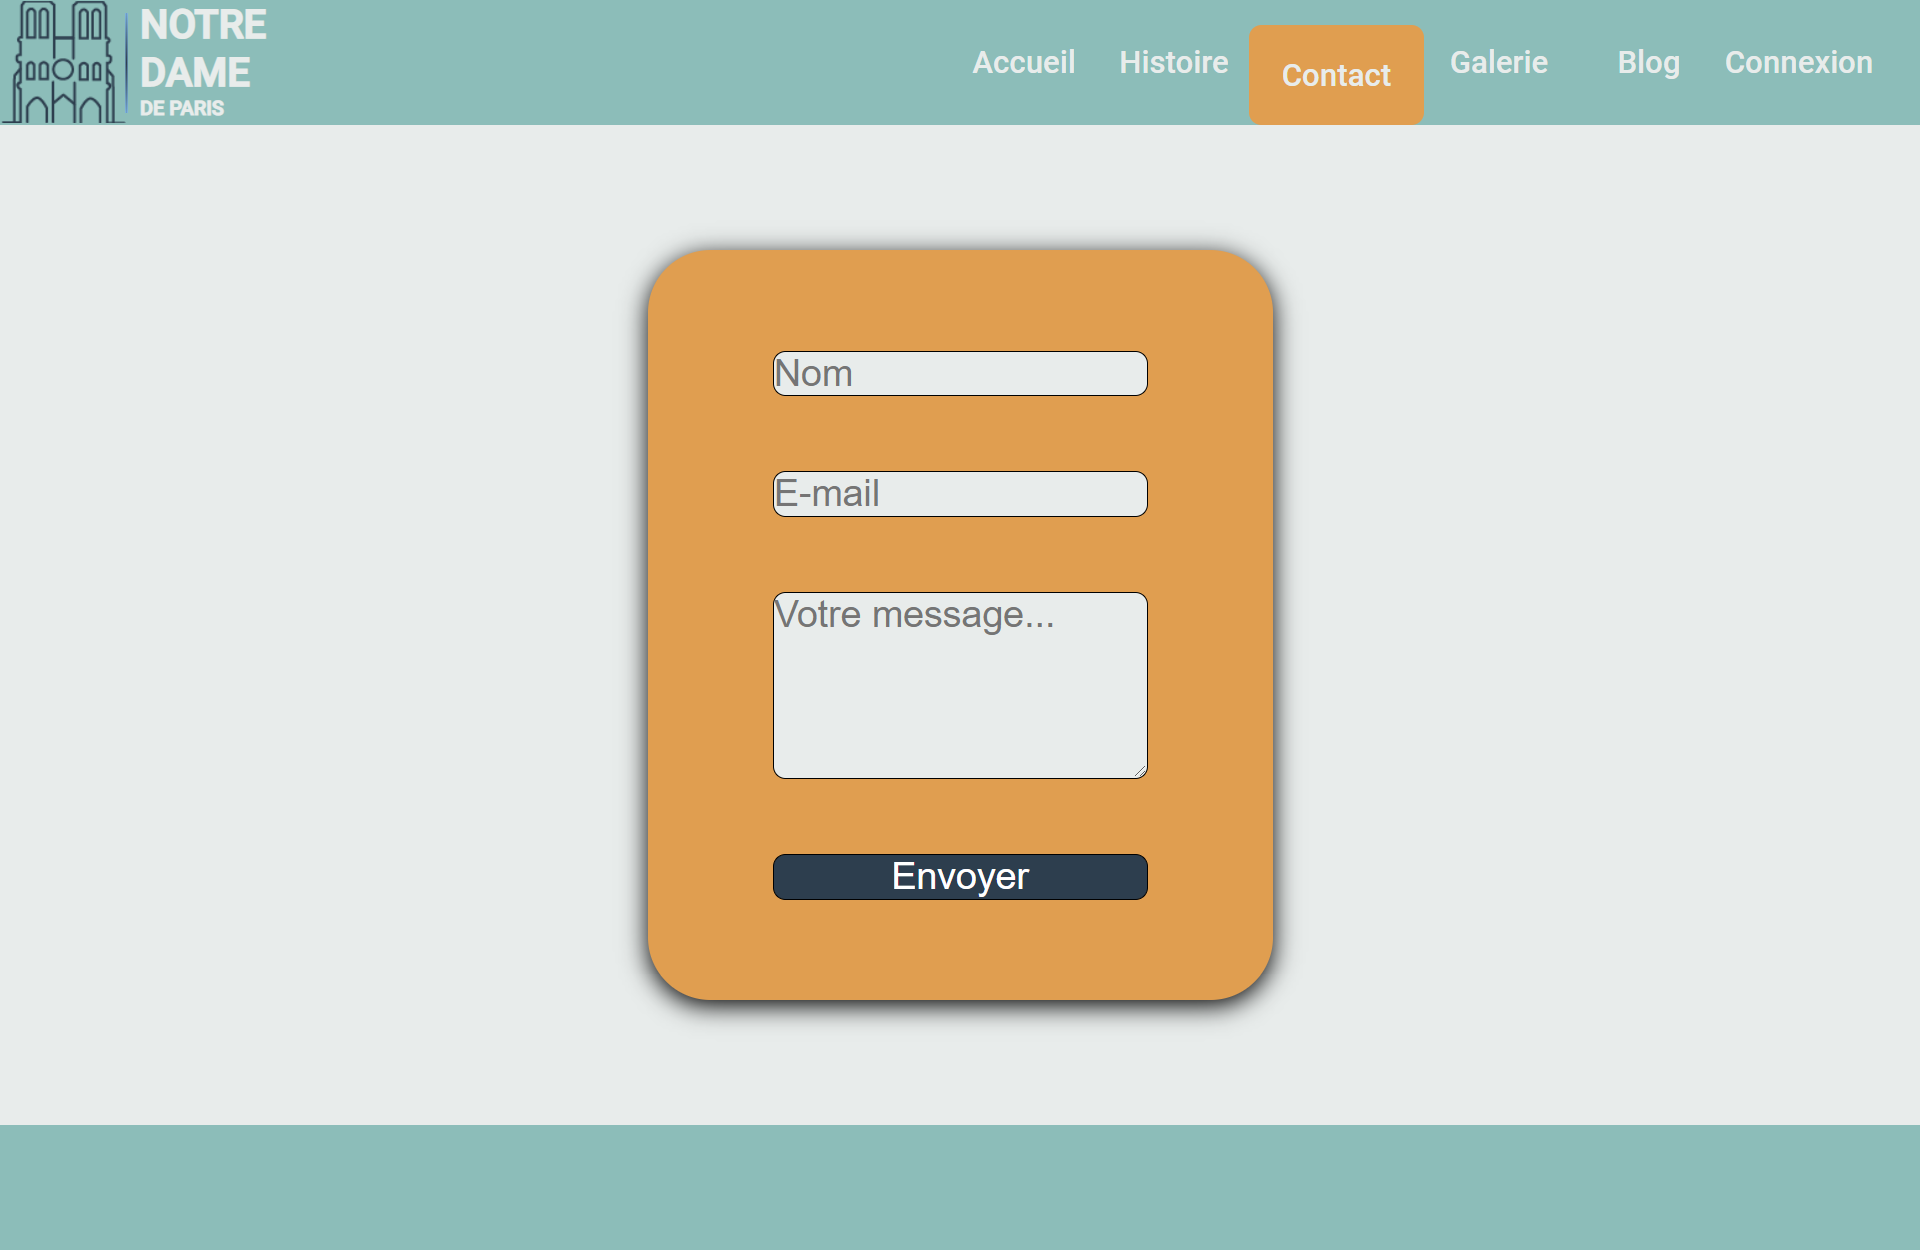 NOTRE
DAME
DE PARIS
Accueil
Histoire
Contact
Galerie
Blog
Connexion
Nom
E-mail
Votre message...
Envoyer